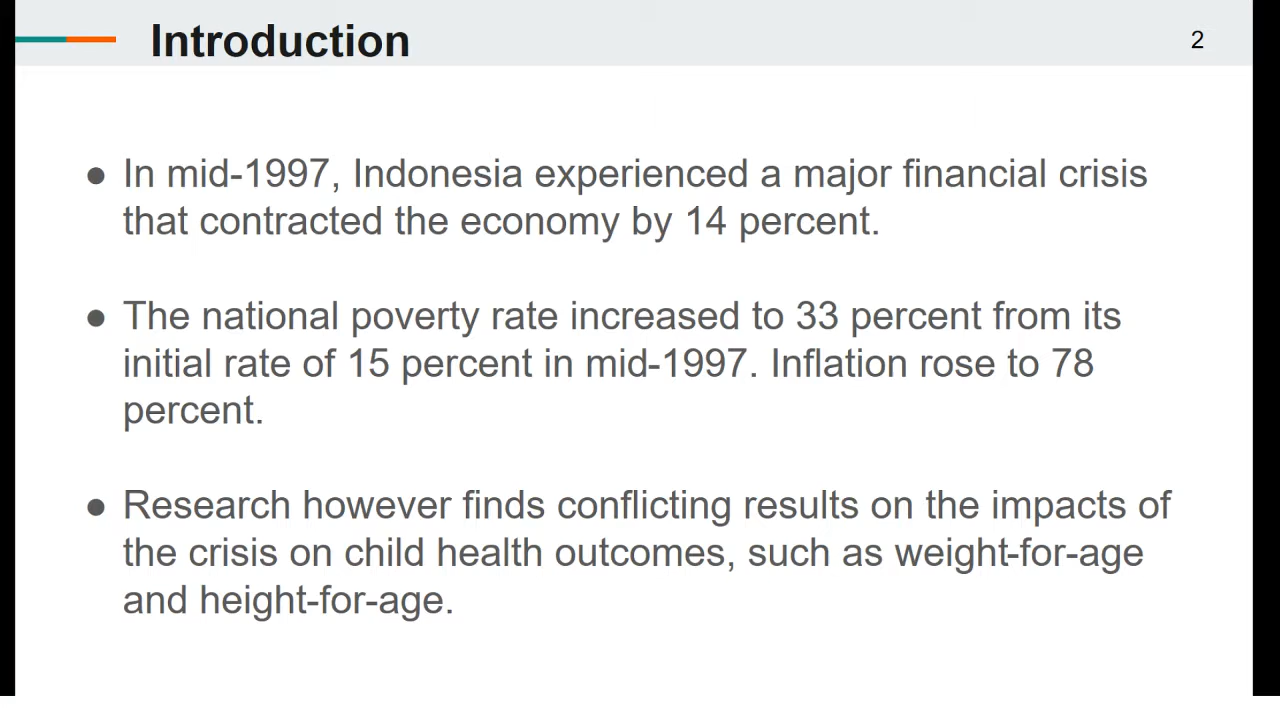 Introduction
2
● In mid-1997, Indonesia experienced a major financial crisis
that contracted the economy by 14 percent.
● The national poverty rate increased to 33 percent from its
initial rate of 15 percent in mid-1997. Inflation rose to 78
percent.
● Research however finds conflicting results on the impacts of
the crisis on child health outcomes, such as weight-for-age
and height-for-age.